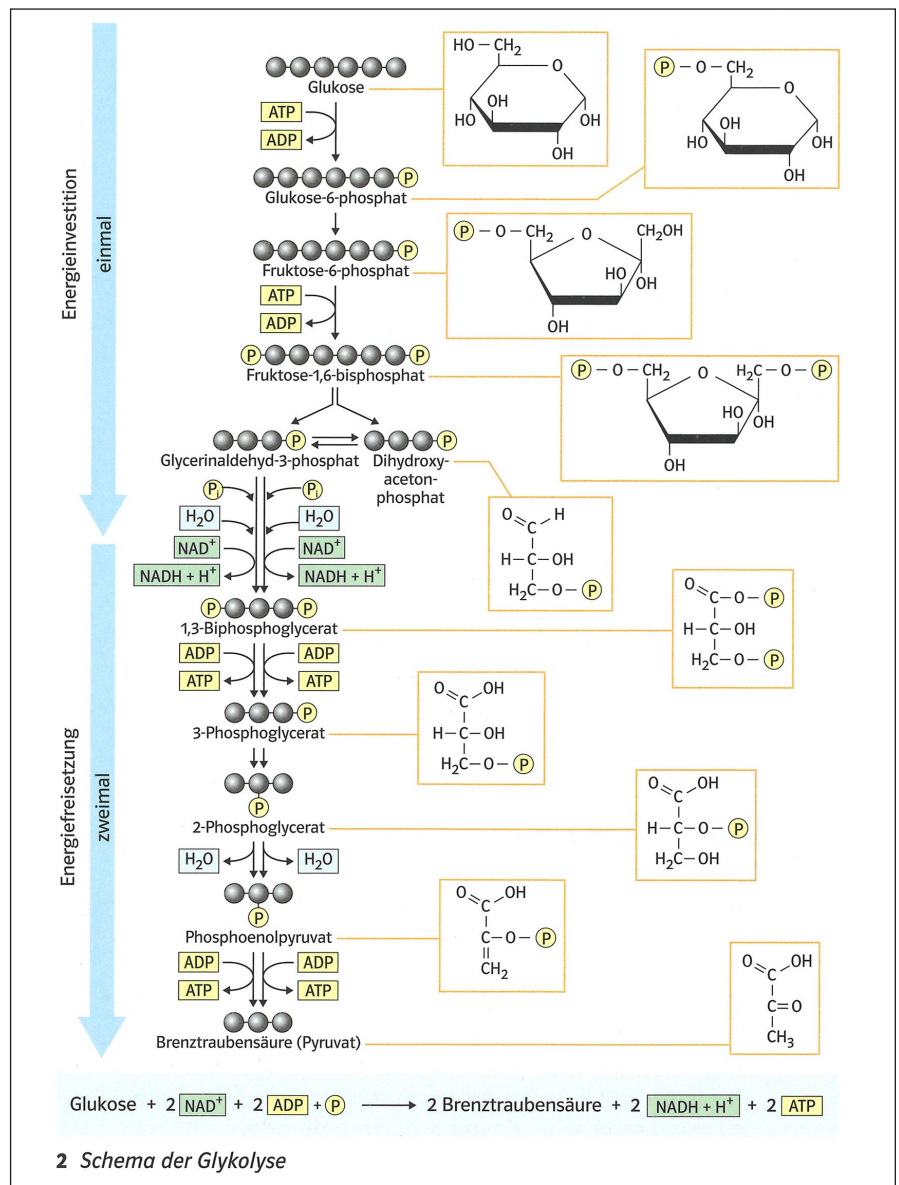 Energieinvestition
einmal
Energiefreisetzung
zweimal
Glukose
ATP
ADP
P
Glukose-6-phosphat
P
Fruktose-6-phosphat
ATP
ADP
P P
Fruktose-1,6-bisphosphat
P P
Glycerinaldehyd-3-phosphat
Dihydroxy-
aceton-
phosphat
Pi Pi
H2O H2O
NAD+ NAD+
NADH + H+ NADH + H+
P P
1,3-Biphosphoglycerat
ADP ADP
ATP ATP
P
3-Phosphoglycerat
P
2-Phosphoglycerat
H2O H2O
P
Phosphoenolpyruvat
ADP ADP
ATP ATP
Brenztraubensäure (Pyruvat)
HO – CH2
O
OH
HO OH
OH
P – O – CH2
O
OH
HO OH
OH
P – O – CH2 O CH2OH
HO OH
OH
P – O – CH2 O H2C – O – P
HO OH
OH
O C H
H – C – OH
H2C – O – P
O C – O – P
H – C – OH
H2C – O – P
O C OH
H – C – OH
H2C – O – P
O C OH
H – C – O – P
H2C – OH
O C OH
C – O – P
CH2
O C OH
C = O
CH3
Glukose + 2 NAD+ + 2 ADP + P → 2 Brenztraubensäure + 2 NADH + H+ + 2 ATP
2 Schema der Glykolyse